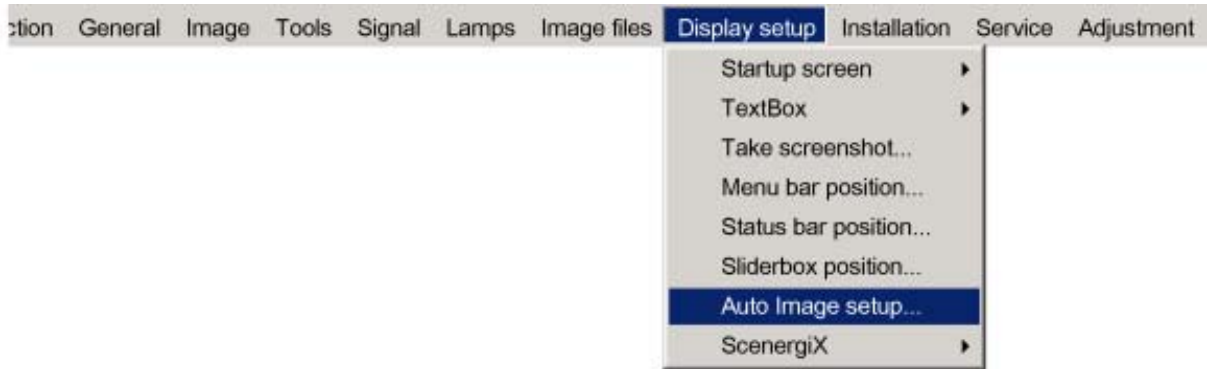 ction General Image Tools Signal Lamps Image files Display setup Installation Service Adjustment
Startup screen
TextBox
Take screenshot...
Menu bar position...
Status bar position...
Sliderbox position...
Auto Image setup...
ScenergiX